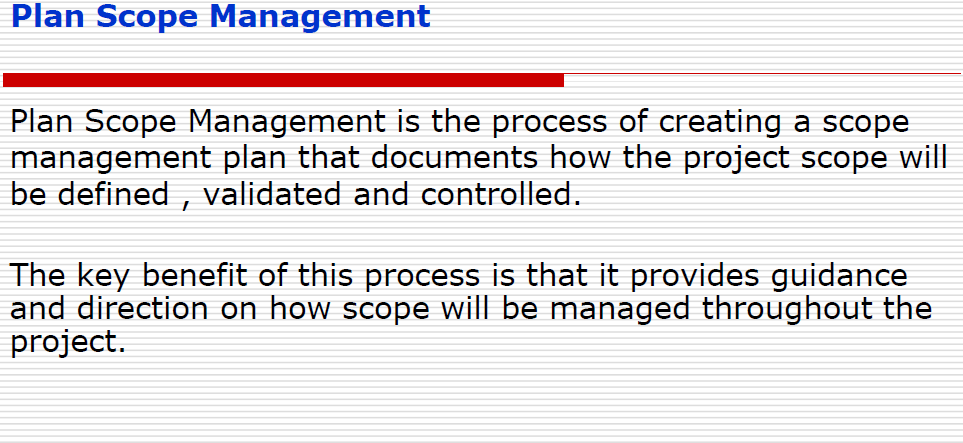 Plan Scope Management
Plan Scope Management is the process of creating a scope
management plan that documents how the project scope will
be defined , validated and controlled.
The key benefit of this process is that it provides guidance
and direction on how scope will be managed throughout the
project.